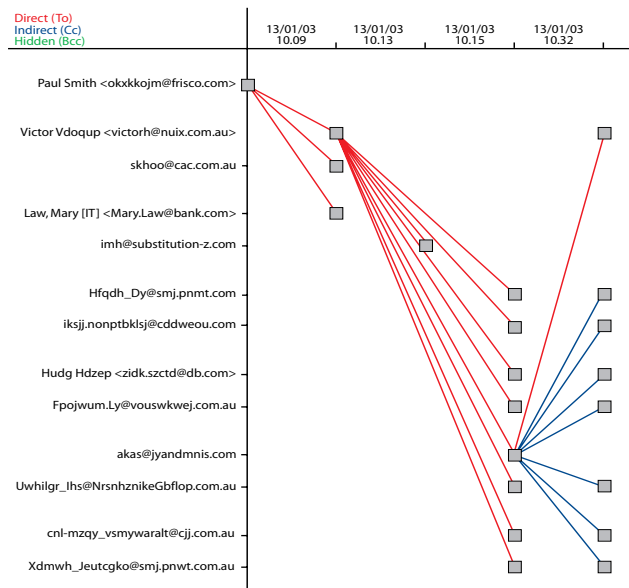 Direct (To)
Indirect (Cc)
Hidden (Bcc)
13/01/03 13/01/03 13/01/03 13/01/03
10.09 10.13 10.15 10.32
Paul Smith <okxkkojm@frisco.com>
Victor Vdoqup <victorh@nuix.com.au>
skhoo@cac.com.au
Law, Mary [IT] <Mary.Law@bank.com>
imh@substitution-z.com
Hfqdh_Dy@smj.pnmt.com
iksjj.nonptbklsj@cddweou.com
Hudg Hdzep <zidk.szctd@db.com>
Fpojwum.Ly@vouswkwej.com.au
akas@jyandmnis.com
Uwhilgr_Ihs@NrsnhznikeGbflop.com.au
cnl-mzqy_vsmywaralt@cjj.com.au
Xdmwh_Jeutcgko@smj.pnwt.com.au